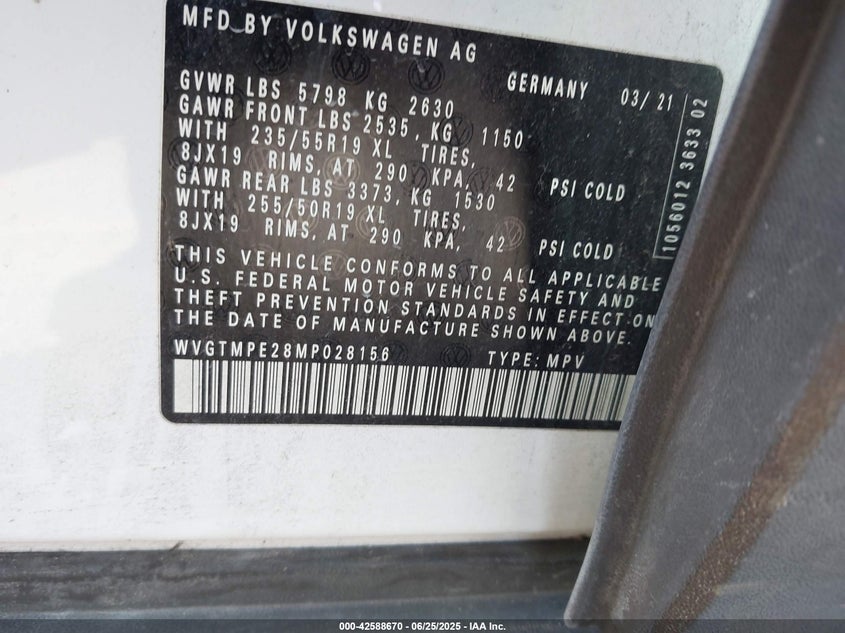 MFD BY VOLKSWAGEN AG
GERMANY 03/21
GVWR LBS 5798 KG 2630
GAWR FRONT LBS 2535, KG 1150
WITH 235/55R19 XL TIRES,
8JX19 RIMS, AT 290 KPA, 42 PSI COLD
GAWR REAR LBS 3373, KG 1530
WITH 255/50R19 XL TIRES,
8JX19 RIMS, AT 290 KPA, 42 PSI COLD
THIS VEHICLE CONFORMS TO ALL APPLICABLE
U.S. FEDERAL MOTOR VEHICLE SAFETY AND
THEFT PREVENTION STANDARDS IN EFFECT ON
THE DATE OF MANUFACTURE SHOWN ABOVE.
WVGTMPE28MP028156 TYPE: MPV
1056012 3633 02
000-42588670 - 06/25/2025 - IAA Inc.